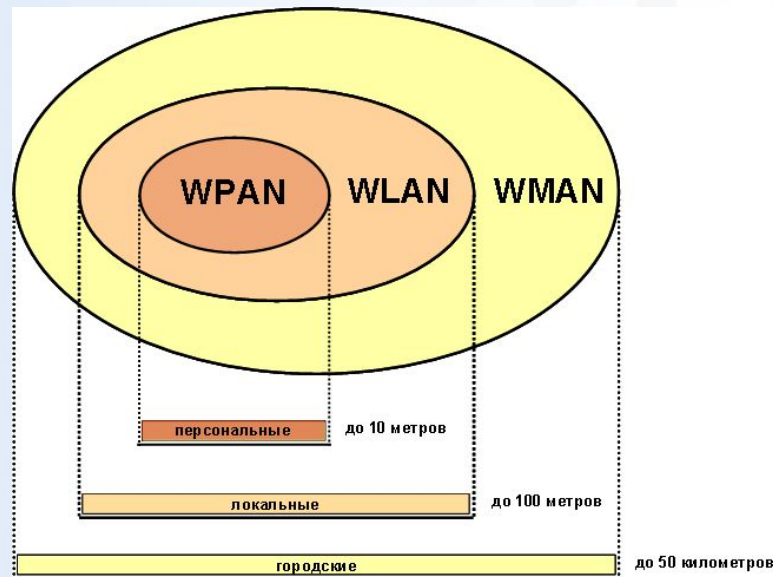 WPAN WLAN WMAN
персональные до 10 метров
локальные до 100 метров
городские до 50 километров